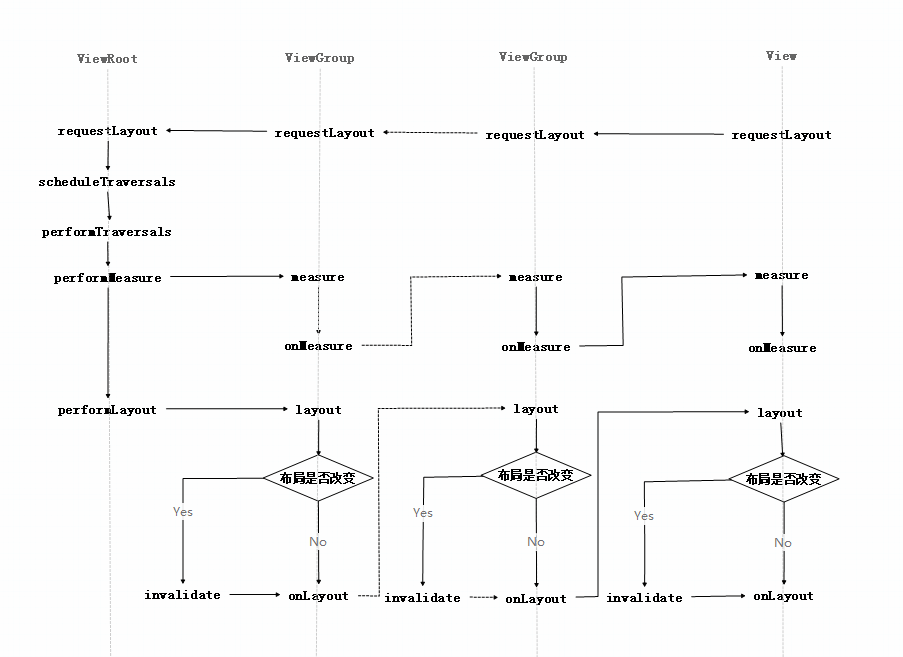 ViewRoot ViewGroup ViewGroup View
requestLayout requestLayout requestLayout requestLayout
scheduleTraversals
performTraversals
performMeasure measure measure measure
onMeasure onMeasure onMeasure
performLayout layout layout layout
布局是否改变 布局是否改变 布局是否改变
Yes Yes Yes
No No No
invalidate onLayout invalidate onLayout invalidate onLayout